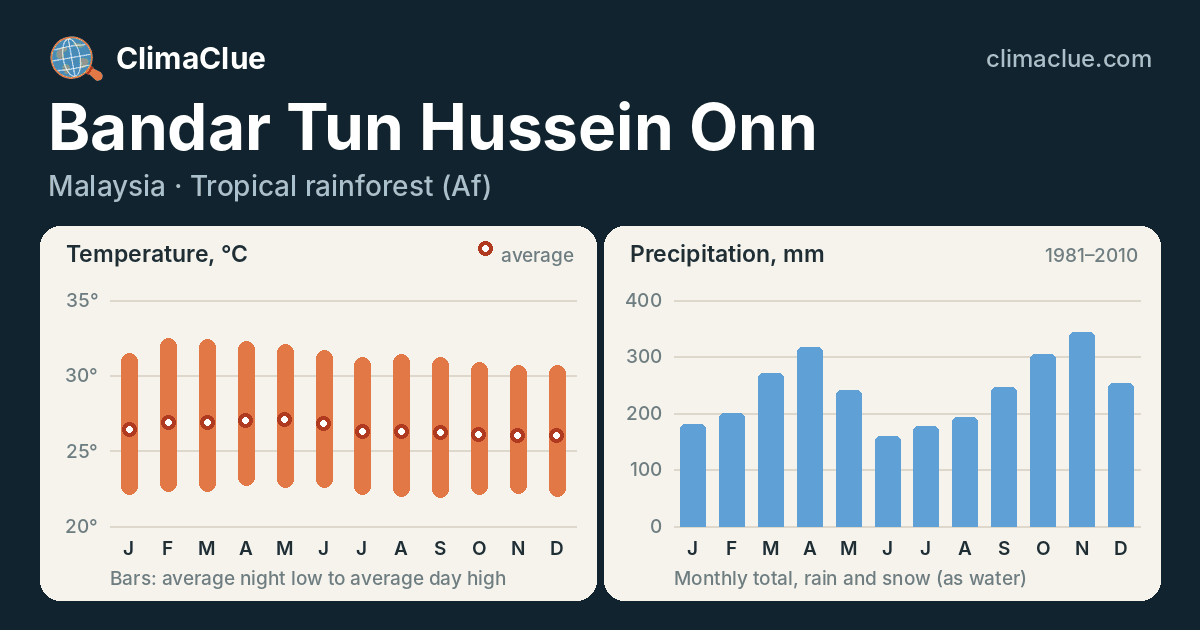 ClimaClue
climaclue.com
Bandar Tun Hussein Onn
Malaysia · Tropical rainforest (Af)
Temperature, °C
average
35°
30°
25°
20°
J F M A M J J A S O N D
Bars: average night low to average day high
Precipitation, mm
1981–2010
400
300
200
100
0
J F M A M J J A S O N D
Monthly total, rain and snow (as water)